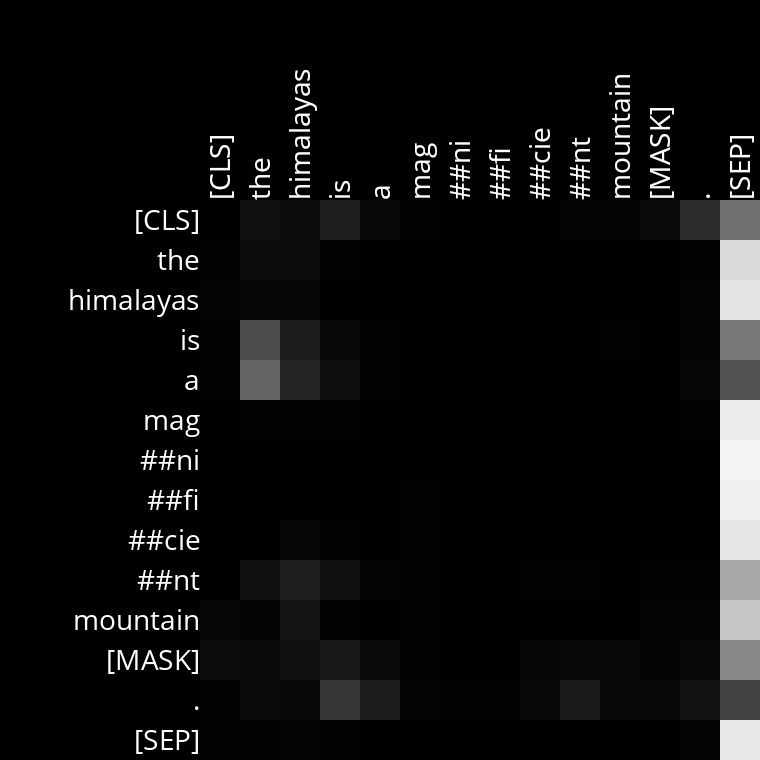 [CLS] the himalayas is a mag ##ni ##fi ##cie ##nt mountain [MASK] . [SEP]
[CLS]
the
himalayas
is
a
mag
##ni
##fi
##cie
##nt
mountain
[MASK]
.
[SEP]